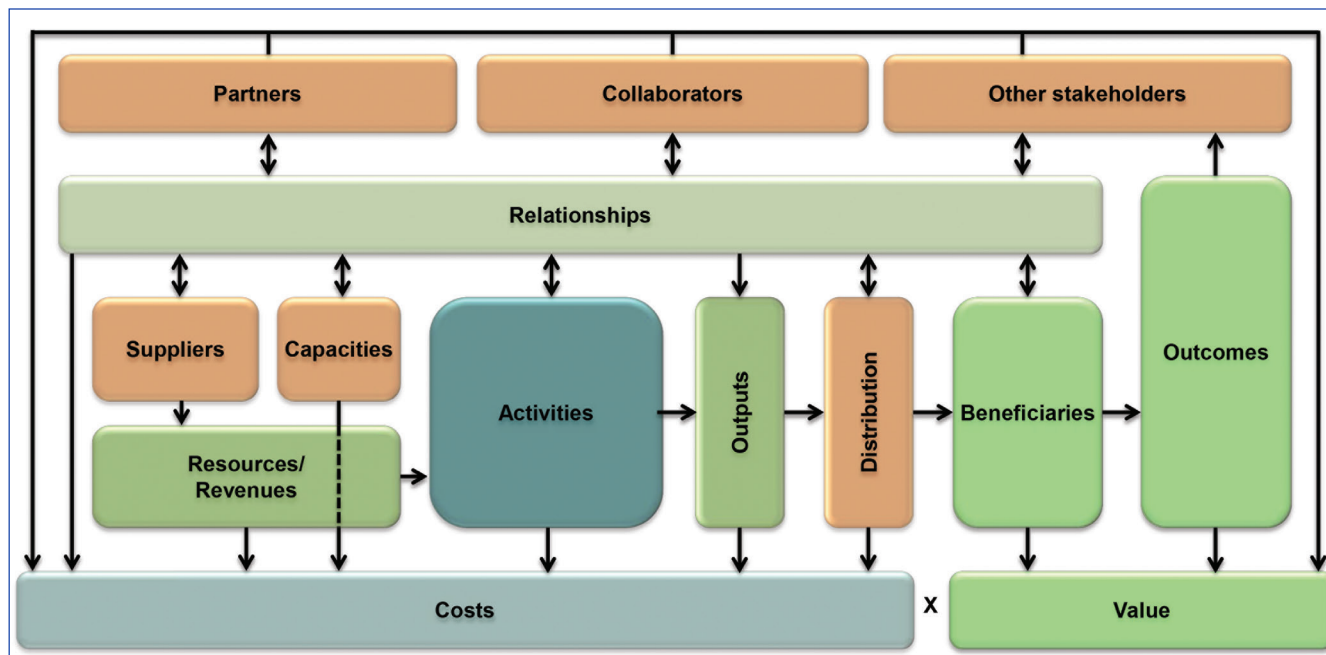 Partners
Collaborators
Other stakeholders
Relationships
Suppliers
Capacities
Activities
Outputs
Distribution
Beneficiaries
Outcomes
Resources/
Revenues
Costs
X
Value